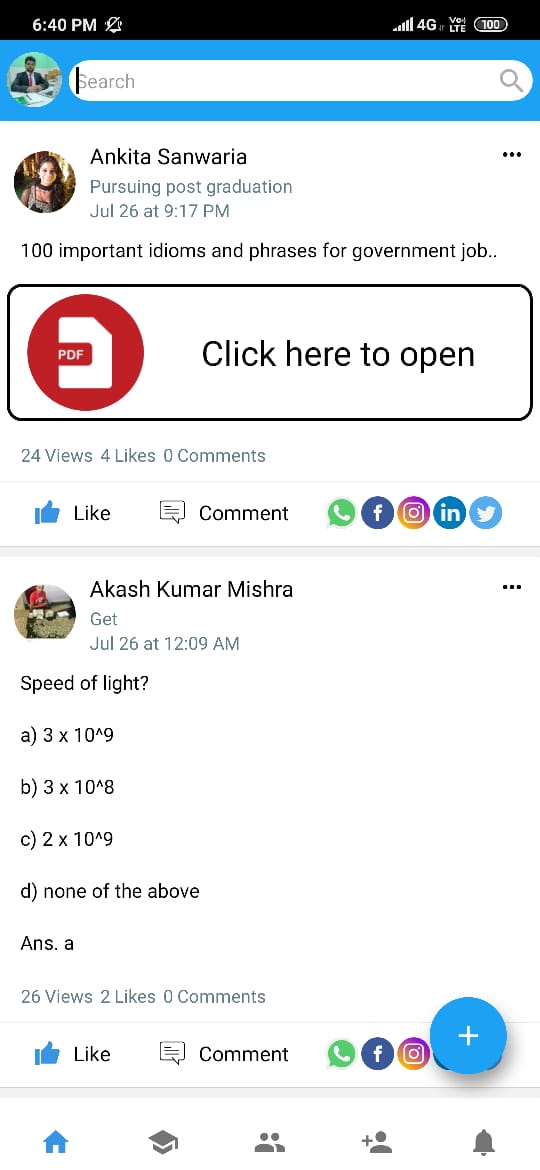 6:40 PM
4G Vo) LTE 100
Search
Ankita Sanwaria
Pursuing post graduation
Jul 26 at 9:17 PM
100 important idioms and phrases for government job..
PDF
Click here to open
24 Views 4 Likes 0 Comments
Like Comment f in
Akash Kumar Mishra
Get
Jul 26 at 12:09 AM
Speed of light?
a) 3 x 10^9
b) 3 x 10^8
c) 2 x 10^9
d) none of the above
Ans. a
26 Views 2 Likes 0 Comments
Like Comment f
+